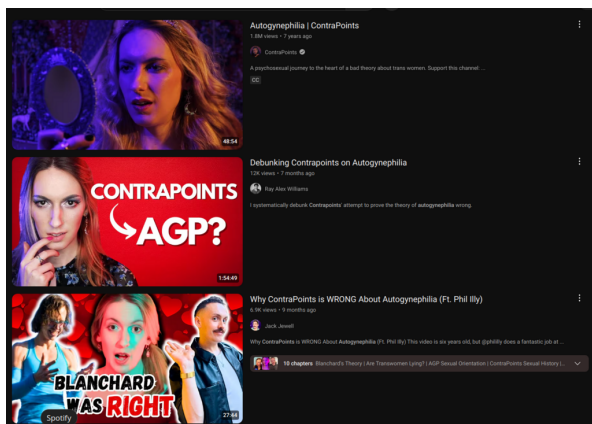 Autogynephilia | ContraPoints
1.8M views • 7 years ago
ContraPoints
A psychosexual journey to the heart of a bad theory about trans women. Support this channel: ...
CC
48:54
Debunking Contrapoints on Autogynephilia
12K views • 7 months ago
Ray Alex Williams
I systematically debunk Contrapoints' attempt to prove the theory of autogynephilia wrong.
CONTRAPOINTS
AGP?
1:54:49
Why ContraPoints is WRONG About Autogynephilia (Ft. Phil Illy)
6.9K views • 9 months ago
Jack Jewell
Why ContraPoints is WRONG About Autogynephilia (Ft. Phil Illy) This video is six years old, but @phililly does a fantastic job at ...
10 chapters Blanchard's Theory | Are Transwomen Lying? | AGP Sexual Orientation | ContraPoints Sexual History | ...
BLANCHARD
WAS RIGHT
27:44
Spotify